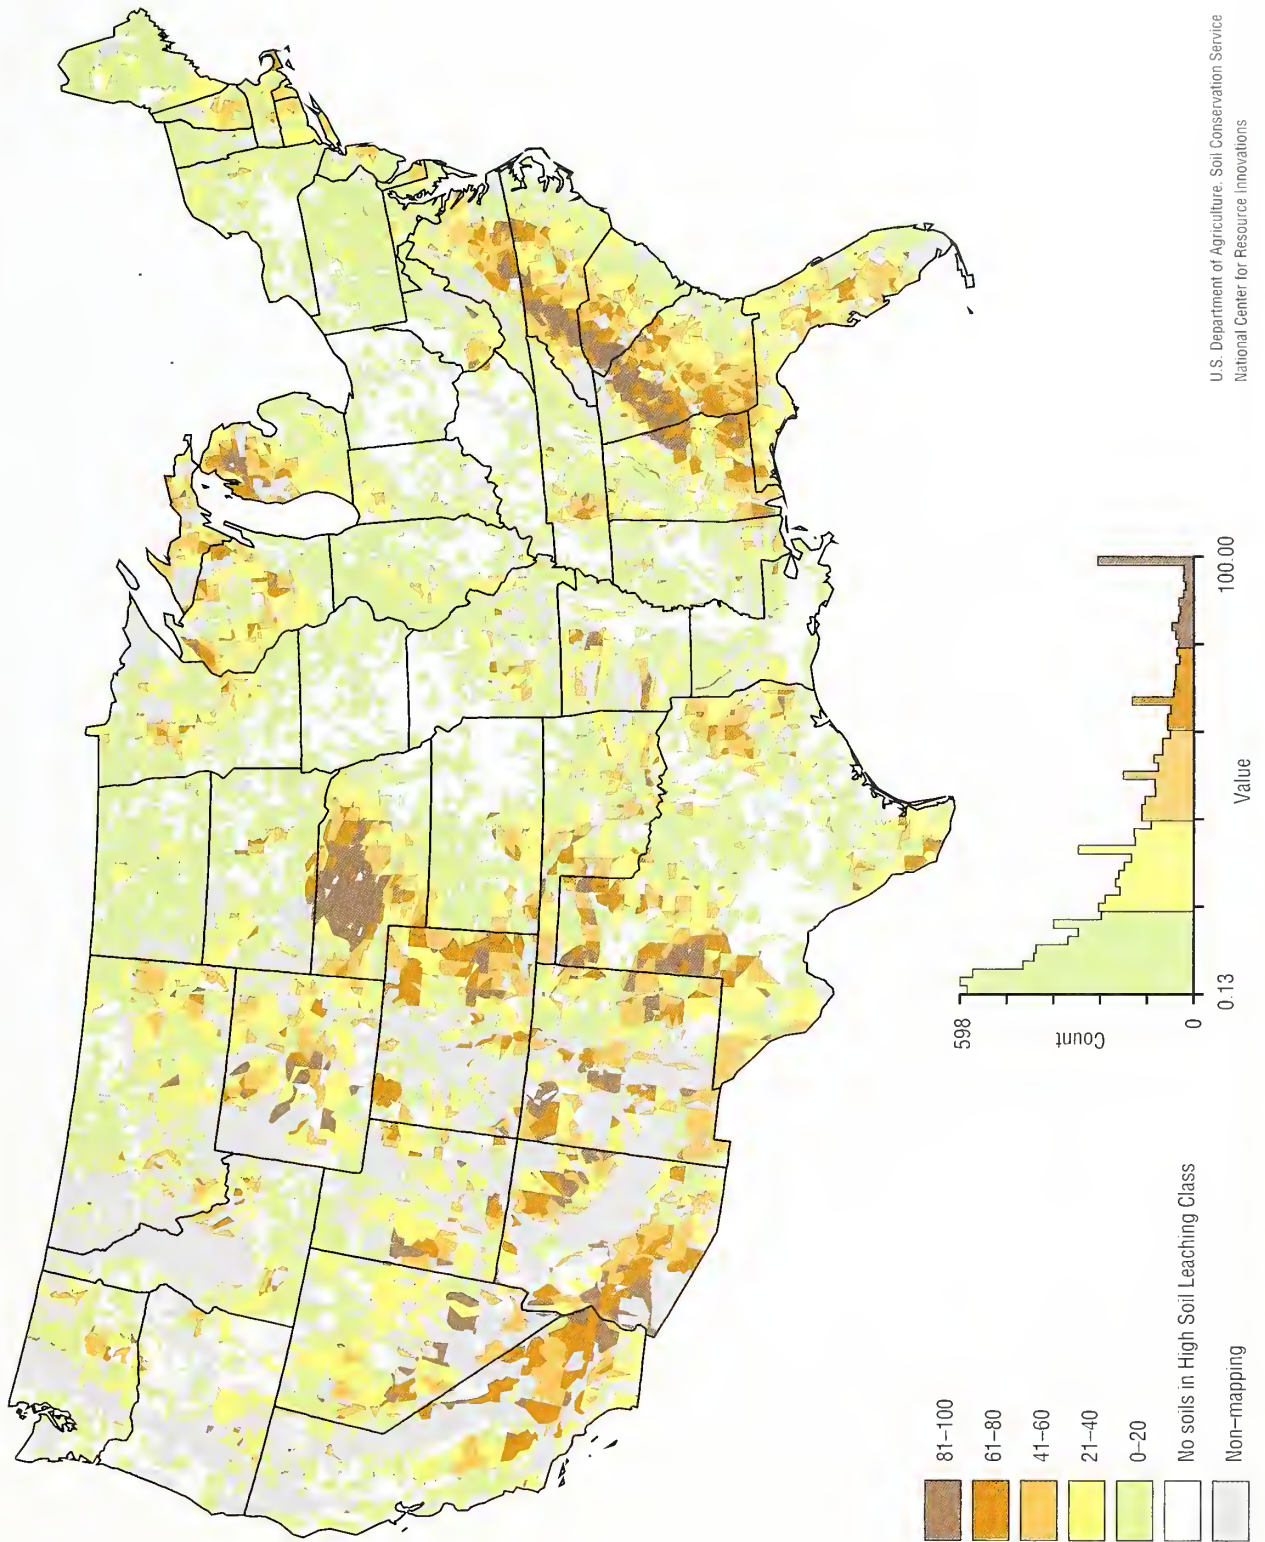 81–100
61–80
41–60
21–40
0–20
No soils in High Soil Leaching Class
Non–mapping
598
Count
0
0.13
Value
100.00
U.S. Department of Agriculture. Soil Conservation Service
National Center for Resource Innovations